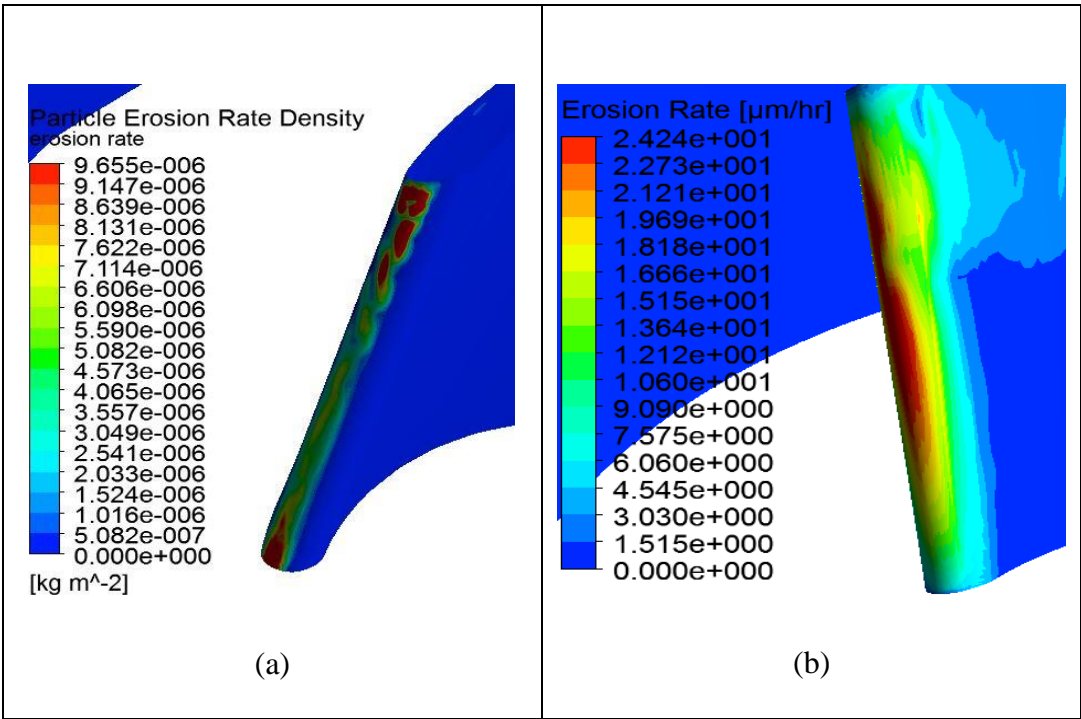 Particle Erosion Rate Density
erosion rate
9.655e-006
9.147e-006
8.639e-006
8.131e-006
7.622e-006
7.114e-006
6.606e-006
6.098e-006
5.590e-006
5.082e-006
4.573e-006
4.065e-006
3.557e-006
3.049e-006
2.541e-006
2.033e-006
1.524e-006
1.016e-006
5.082e-007
0.000e+000
[kg m^-2]
(a)
Erosion Rate [µm/hr]
2.424e+001
2.273e+001
2.121e+001
1.969e+001
1.818e+001
1.666e+001
1.515e+001
1.364e+001
1.212e+001
1.060e+001
9.090e+000
7.575e+000
6.060e+000
4.545e+000
3.030e+000
1.515e+000
0.000e+000
(b)